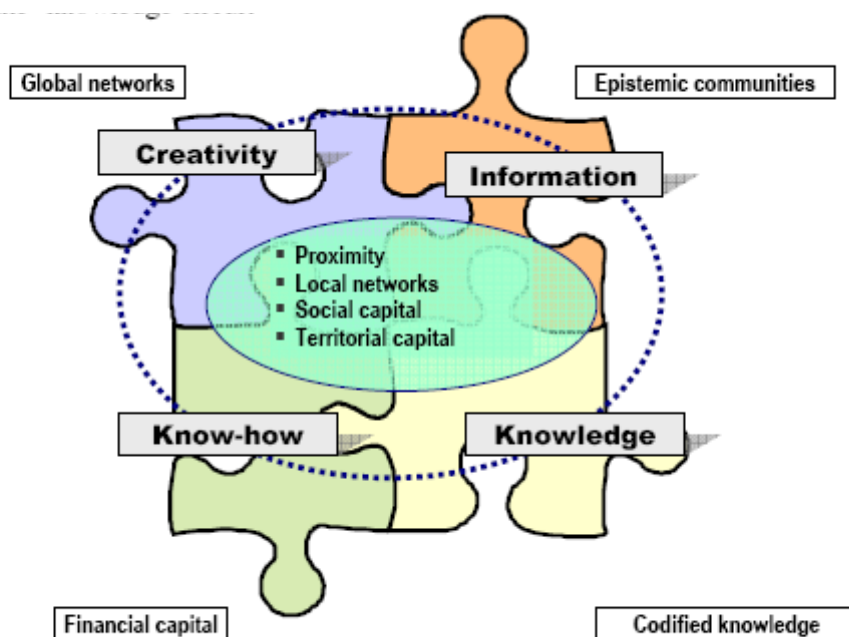 Global networks
Epistemic communities
Creativity
Information
▪ Proximity
▪ Local networks
▪ Social capital
▪ Territorial capital
Know-how
Knowledge
Financial capital
Codified knowledge